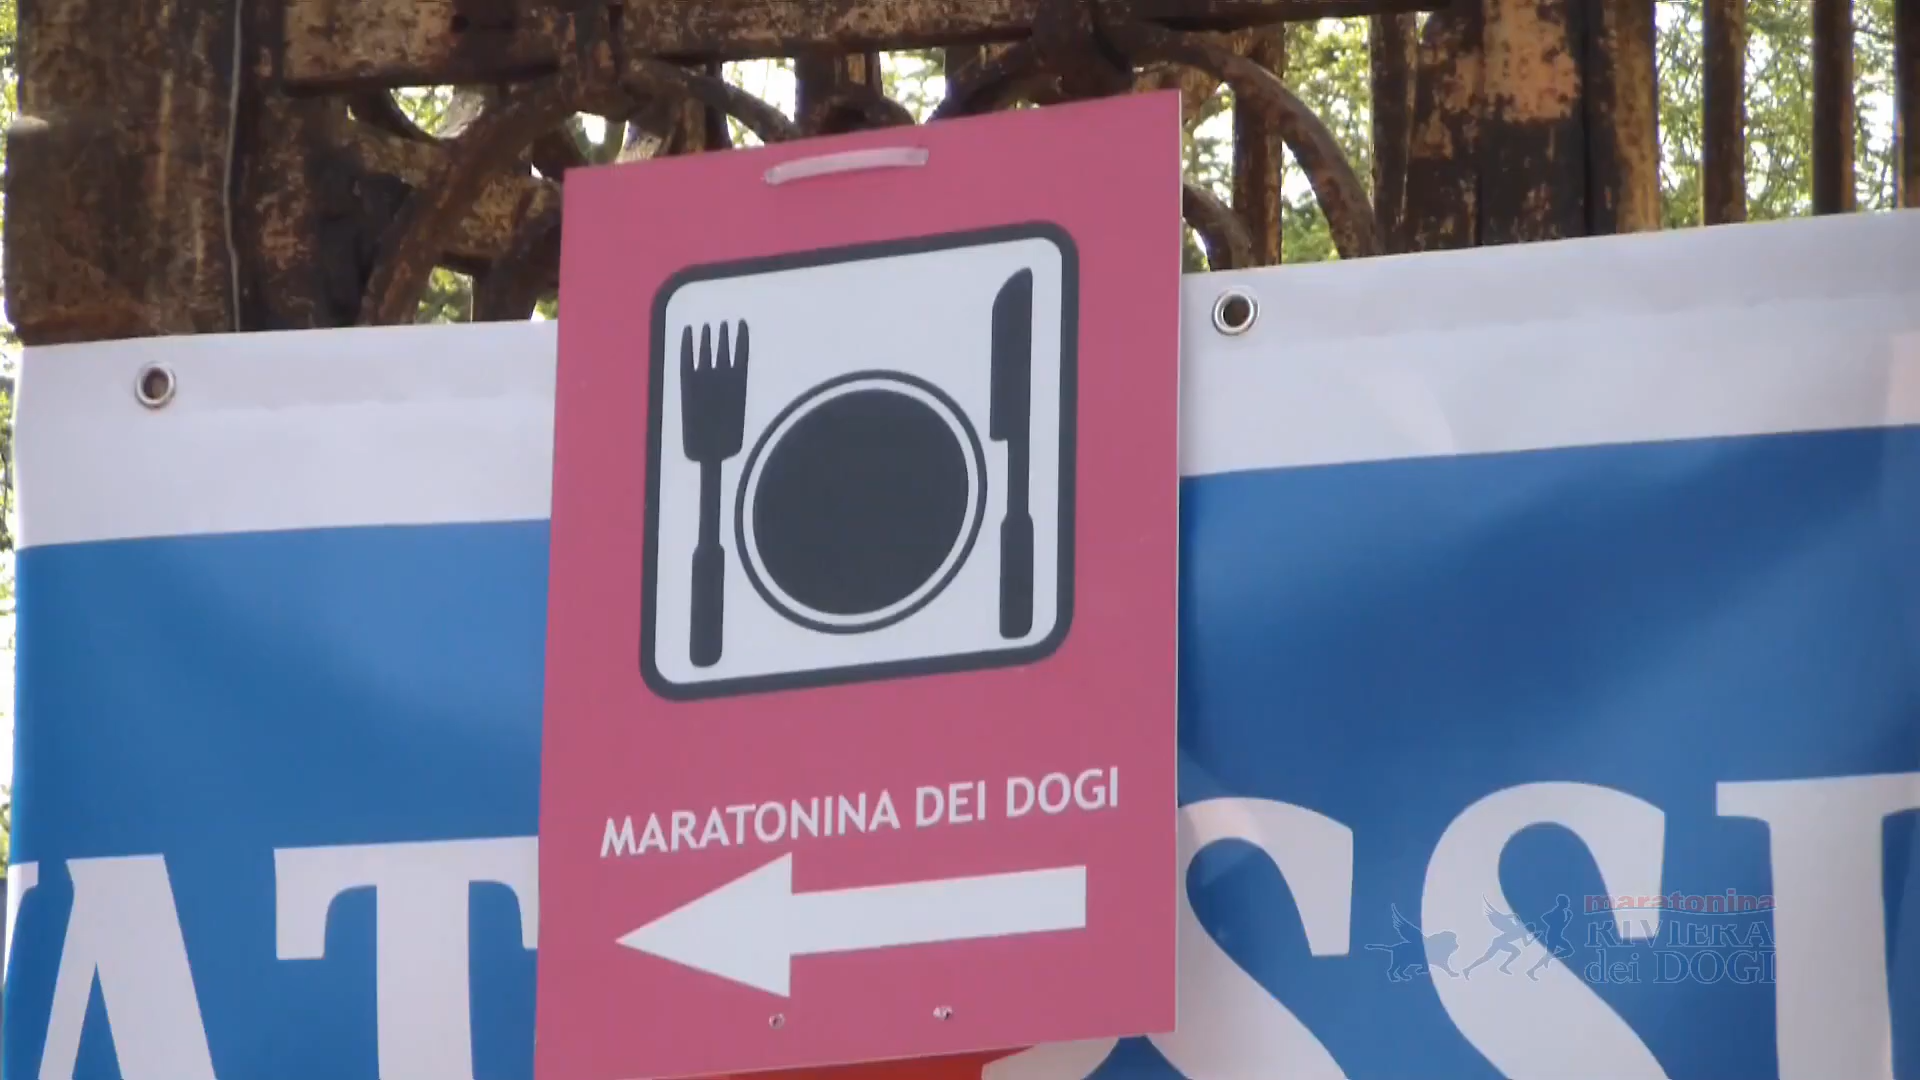 MARATONINA DEI DOGI
maratonina
RIVIERA
dei DOGI